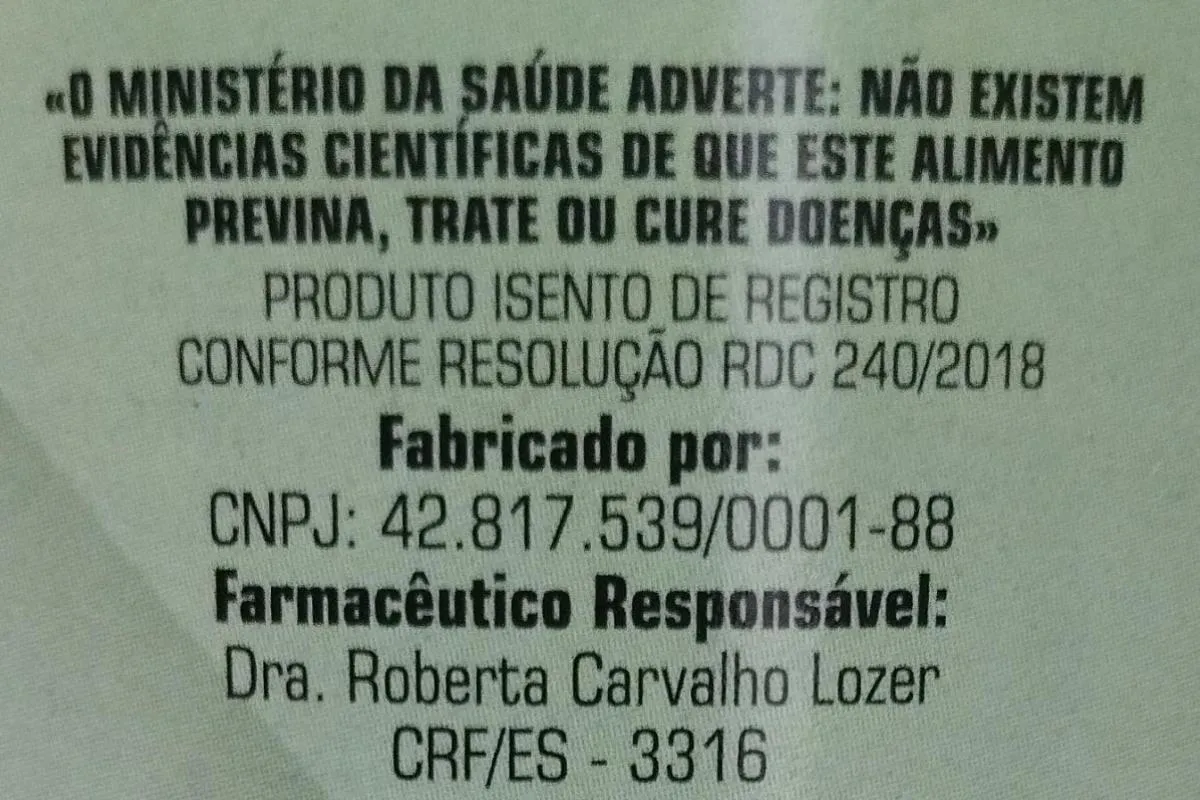 «O MINISTÉRIO DA SAÚDE ADVERTE: NÃO EXISTEM
EVIDÊNCIAS CIENTÍFICAS DE QUE ESTE ALIMENTO
PREVINA, TRATE OU CURE DOENÇAS»
PRODUTO ISENTO DE REGISTRO
CONFORME RESOLUÇÃO RDC 240/2018
Fabricado por:
CNPJ: 42.817.539/0001-88
Farmacêutico Responsável:
Dra. Roberta Carvalho Lozer
CRF/ES - 3316